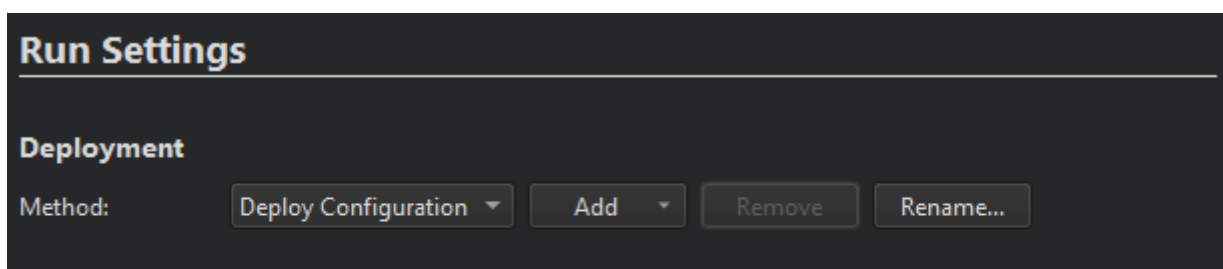 Run Settings
Deployment
Method: Deploy Configuration Add Remove Rename...